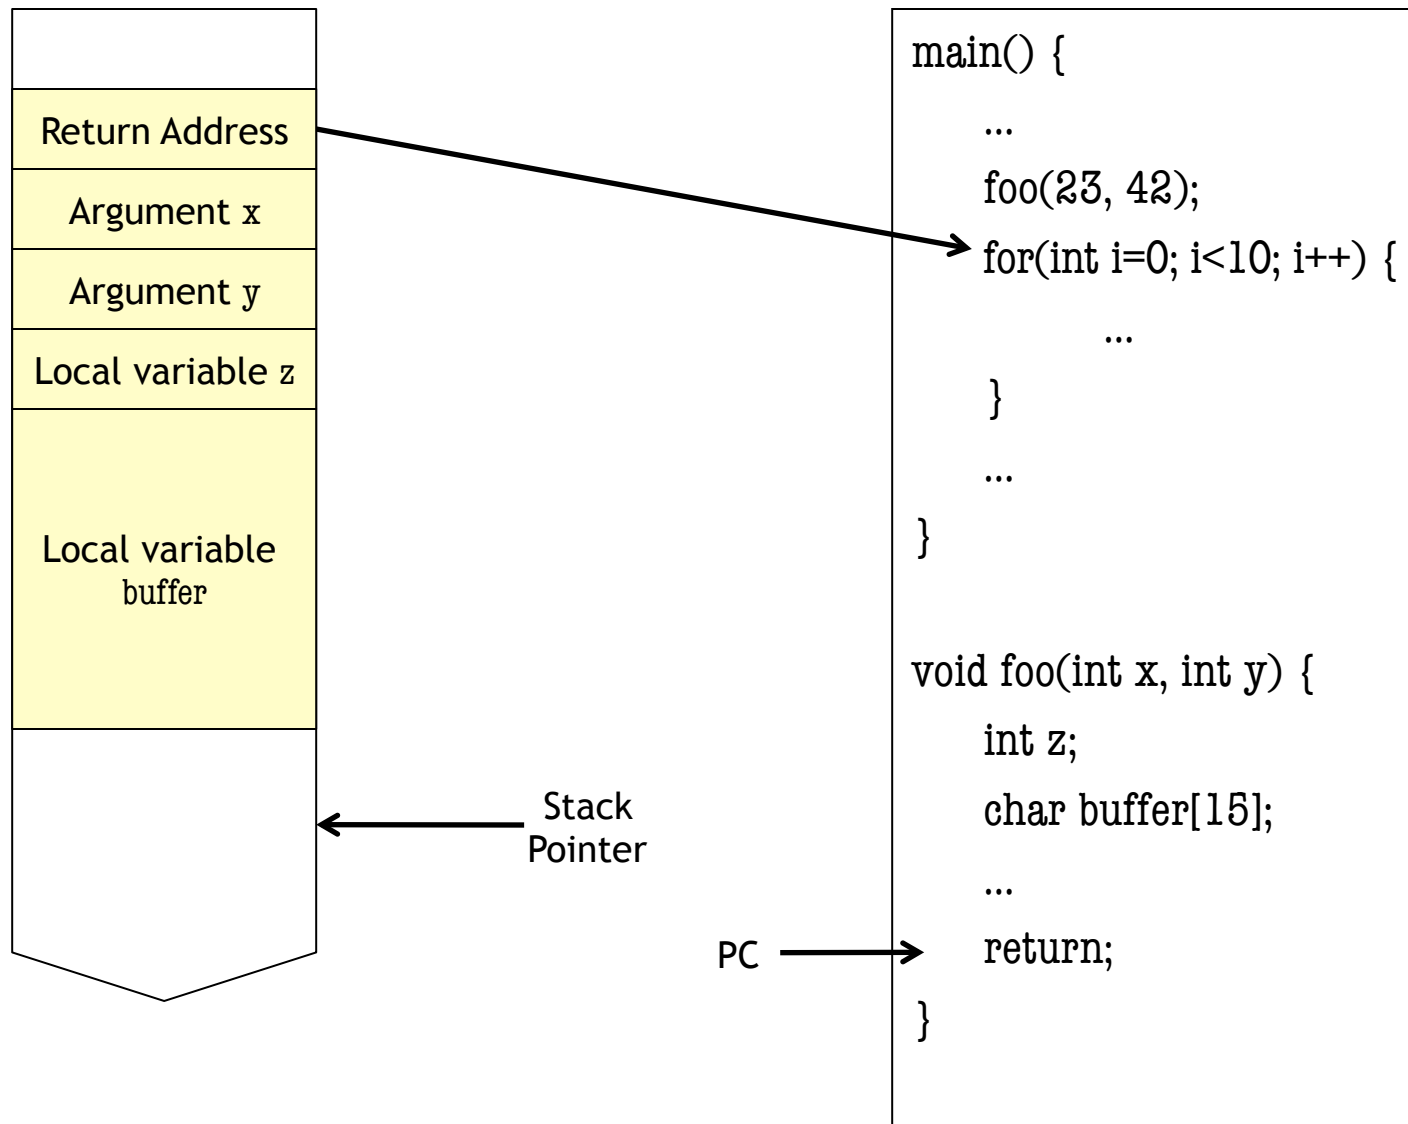 Return Address
Argument x
Argument y
Local variable z
Local variable
buffer
Stack
Pointer
PC
main() {
...
foo(23, 42);
for(int i=0; i<10; i++) {
...
}
...
}
void foo(int x, int y) {
int z;
char buffer[15];
...
return;
}